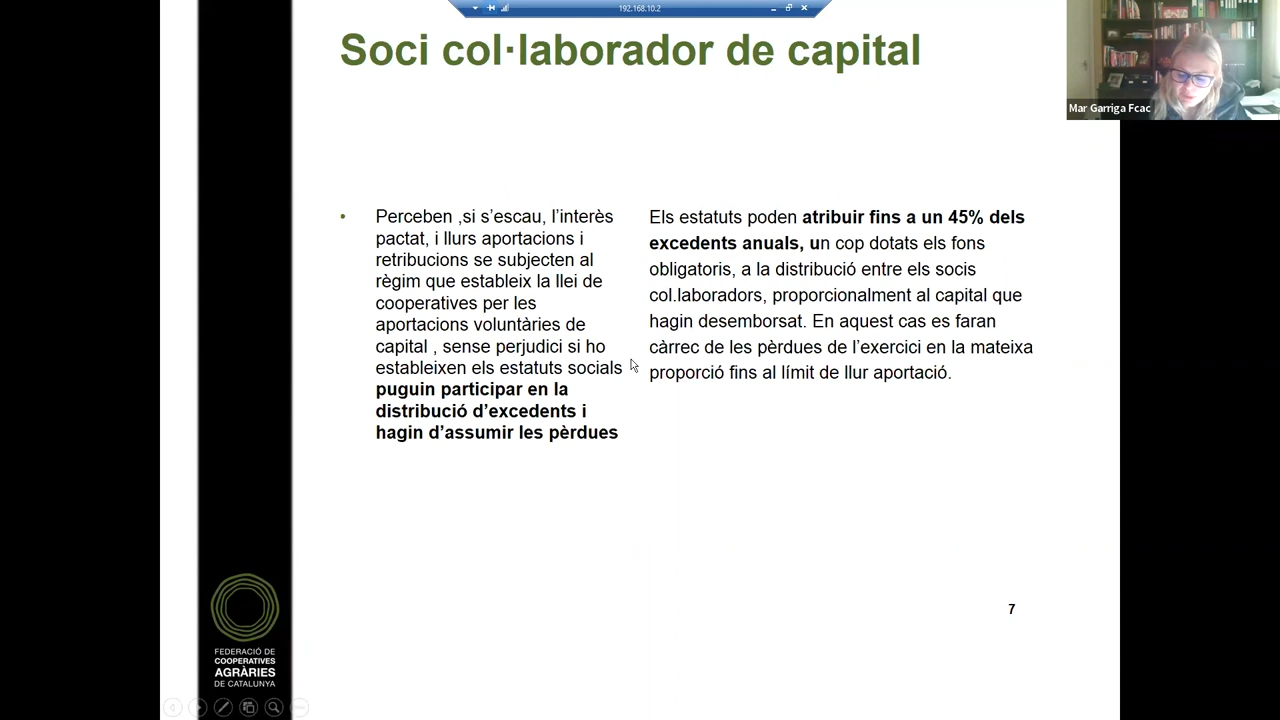 192.168.10.2
Soci col·laborador de capital
Mar Garriga Fcac
• Perceben ,si s’escau, l’interès
pactat, i llurs aportacions i
retribucions se subjecten al
règim que estableix la llei de
cooperatives per les
aportacions voluntàries de
capital , sense perjudici si ho
estableixen els estatuts socials
puguin participar en la
distribució d’excedents i
hagin d’assumir les pèrdues
Els estatuts poden atribuir fins a un 45% dels
excedents anuals, un cop dotats els fons
obligatoris, a la distribució entre els socis
col.laboradors, proporcionalment al capital que
hagin desemborsat. En aquest cas es faran
càrrec de les pèrdues de l’exercici en la mateixa
proporció fins al límit de llur aportació.
7
FEDERACIÓ DE
COOPERATIVES
AGRÀRIES
DE CATALUNYA